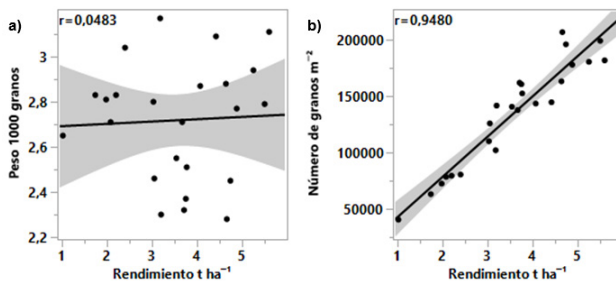 a)
r=0,0483
Peso 1000 granos
3
2,8
2,6
2,4
2,2
1 2 3 4 5
Rendimiento t ha⁻¹
b)
r=0,9480
Número de granos m⁻²
200000
150000
100000
50000
1 2 3 4 5
Rendimiento t ha⁻¹